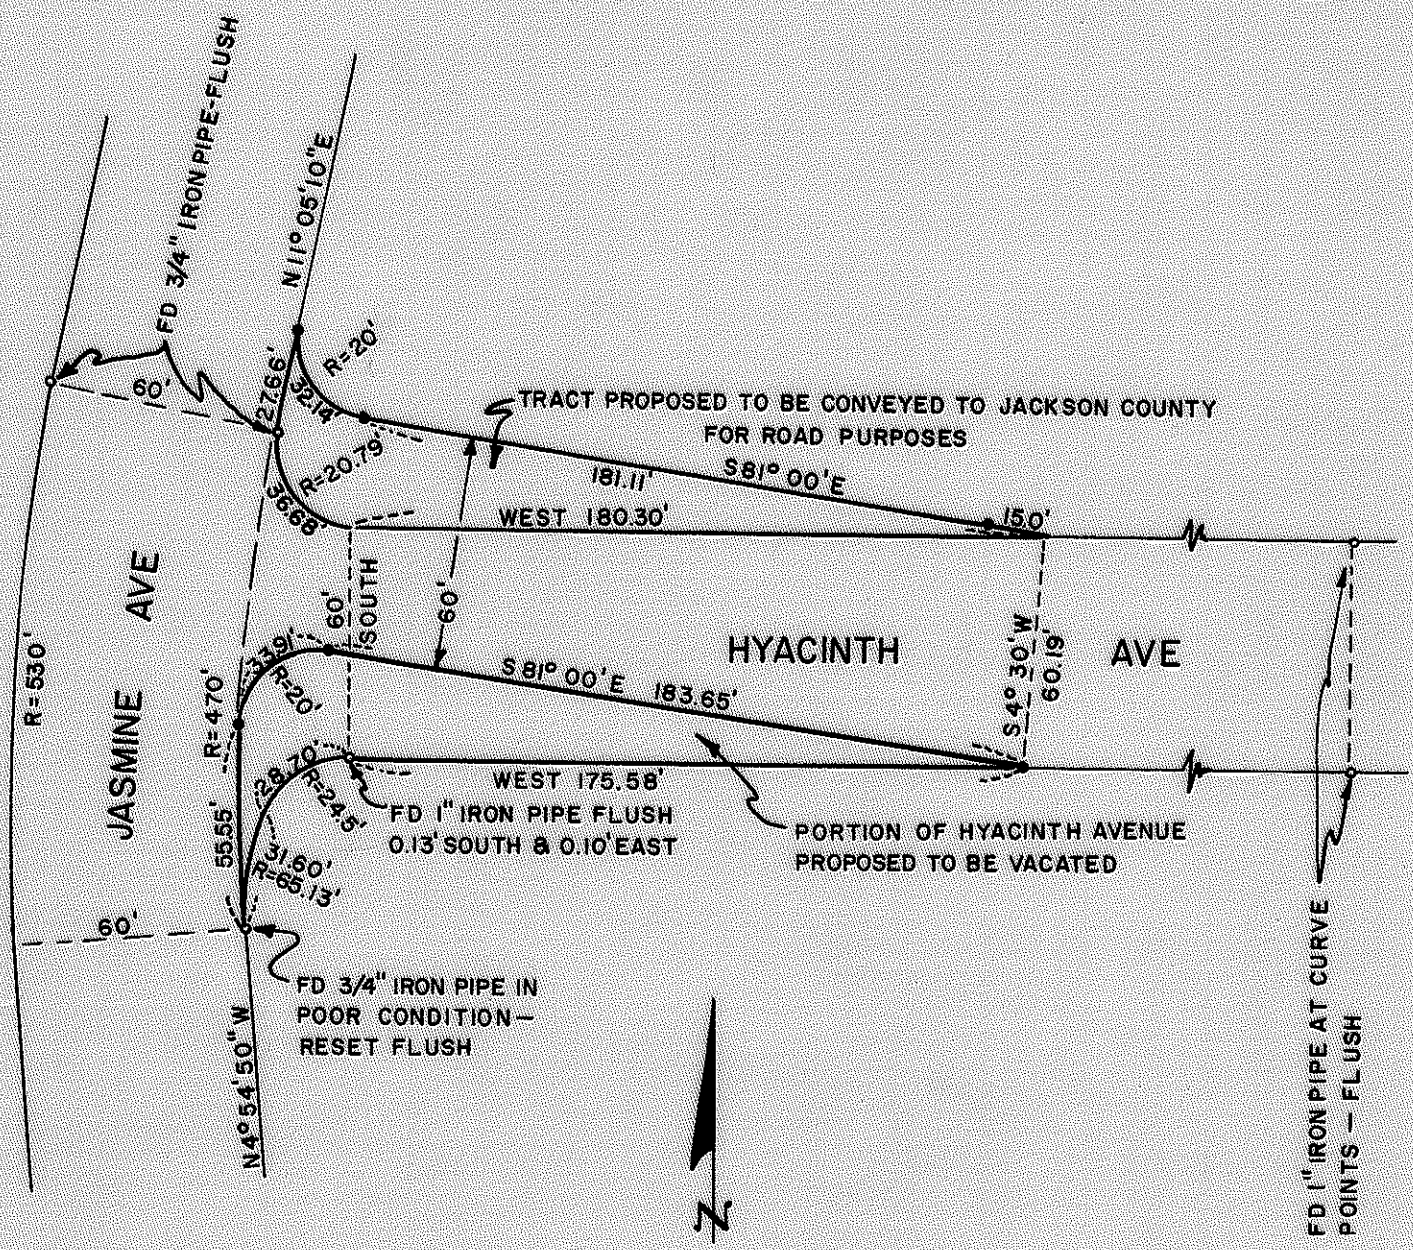 FD 3/4" IRON PIPE-FLUSH
N 11° 05' 10" E
60'
27.66'
32.14'
R=20'
R=20.79'
36.68'
TRACT PROPOSED TO BE CONVEYED TO JACKSON COUNTY
FOR ROAD PURPOSES
181.11'
S 81° 00' E
15.0'
WEST 180.30'
60'
SOUTH
60'
JASMINE AVE
R=530'
R=470'
33.91'
R=20'
HYACINTH AVE
S 81° 00' E 183.65'
S 4° 30' W
60.19'
28.70'
R=24.5'
WEST 175.58'
FD 1" IRON PIPE FLUSH
0.13' SOUTH & 0.10' EAST
PORTION OF HYACINTH AVENUE
PROPOSED TO BE VACATED
55.55'
31.60'
R=65.13'
60'
FD 3/4" IRON PIPE IN
POOR CONDITION—
RESET FLUSH
N 4° 54' 50" W
FD 1" IRON PIPE AT CURVE
POINTS — FLUSH
N